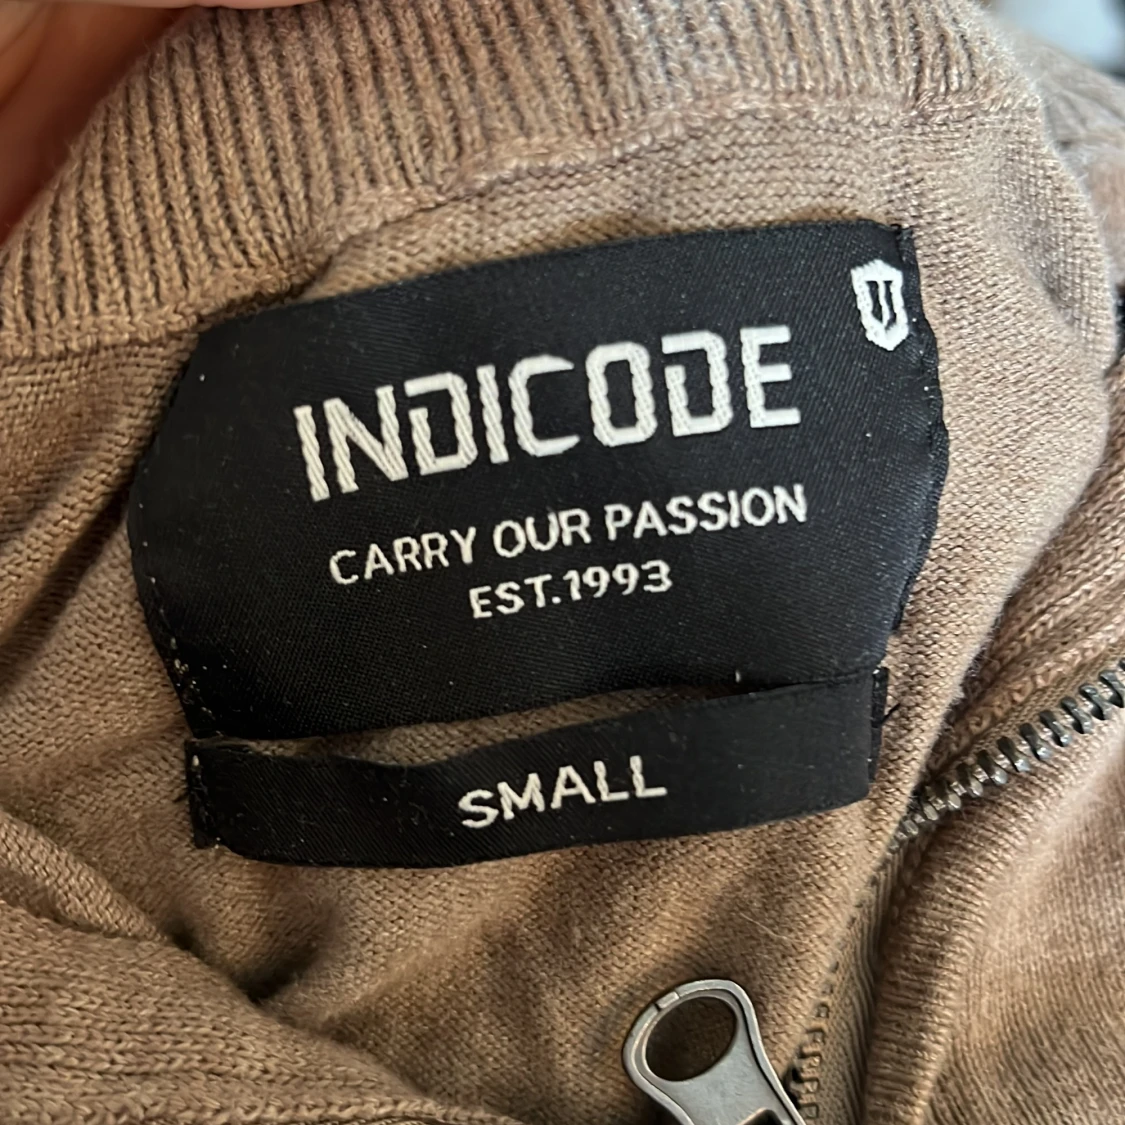 INDICODE
CARRY OUR PASSION
EST.1993
SMALL